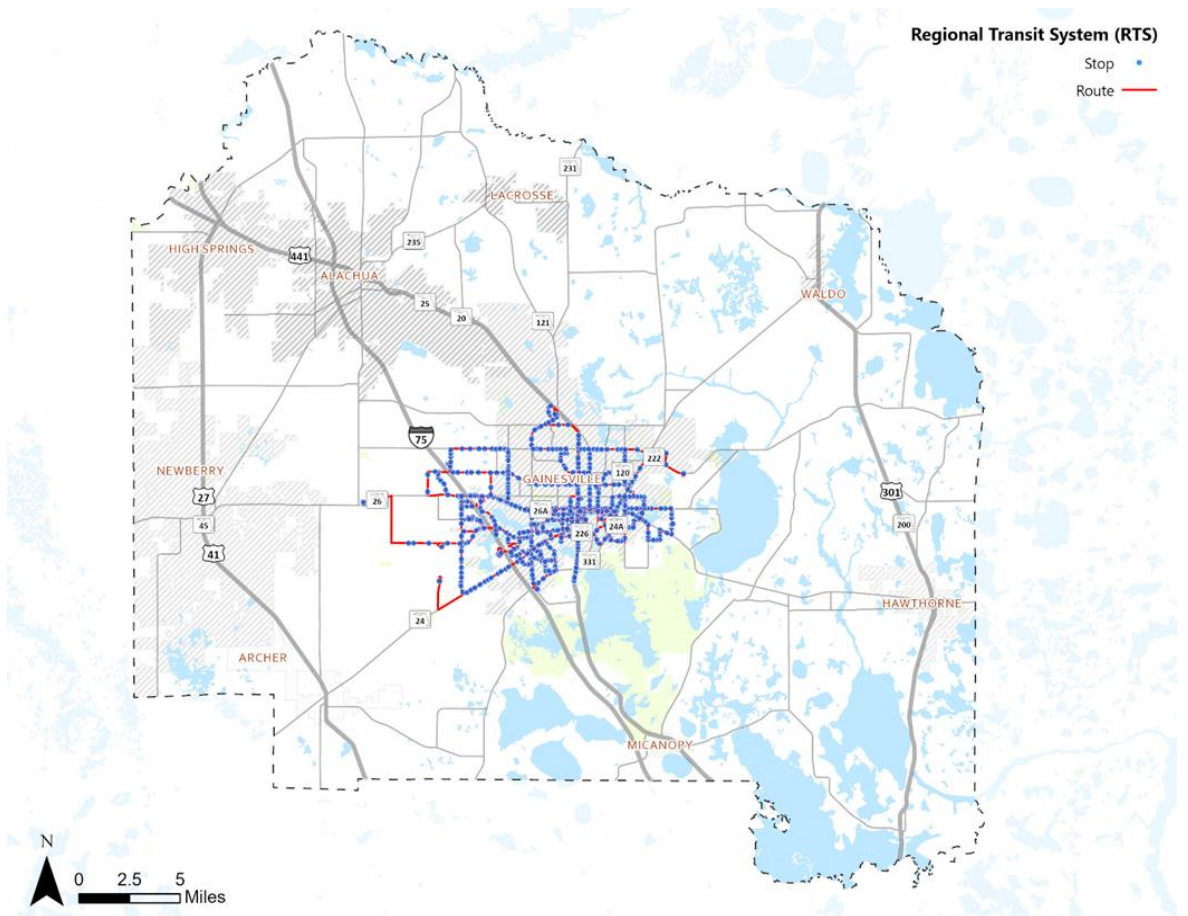 Regional Transit System (RTS)
Stop
Route
231
LACROSSE
235
HIGH SPRINGS
441
ALACHUA
WALDO
25
20
121
75
222
NEWBERRY
GAINESVILLE
120
27
26
301
26A
45
24A
200
41
226
331
HAWTHORNE
24
ARCHER
MICANOPY
N
0 2.5 5
Miles